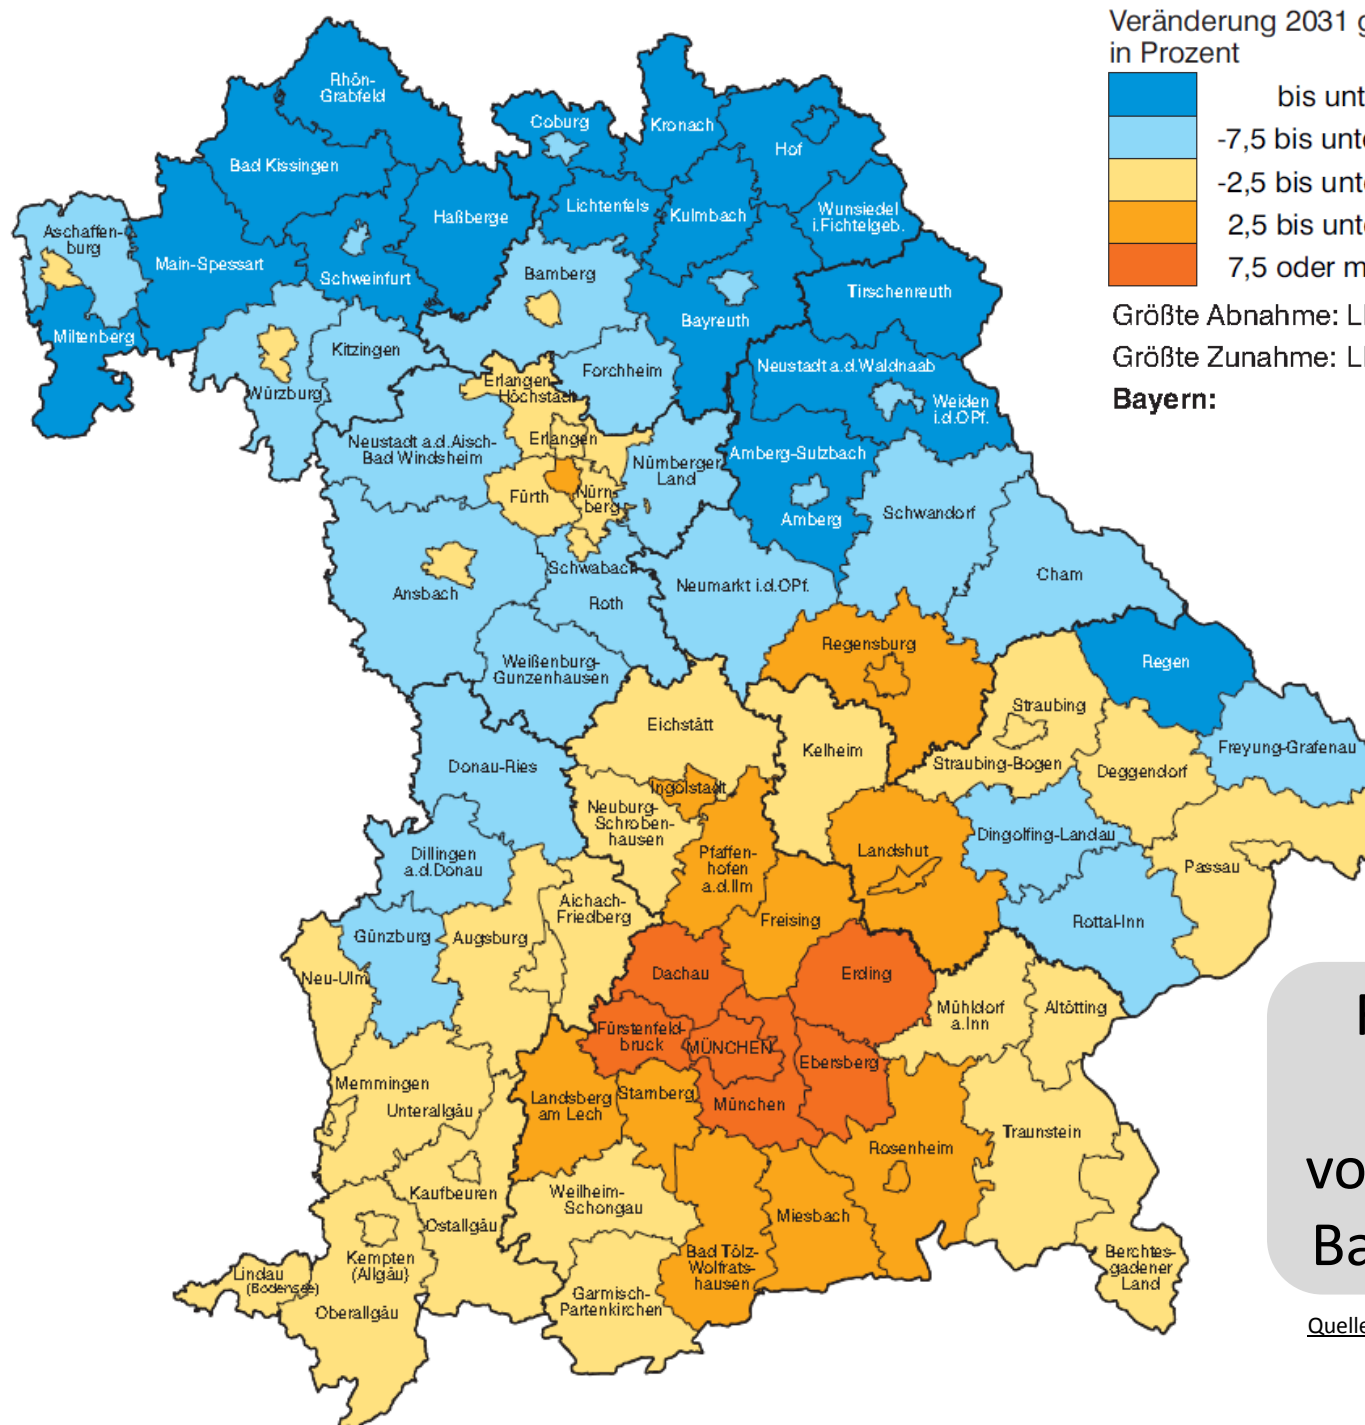 Veränderung 2031 g
in Prozent
bis unt
-7,5 bis unte
-2,5 bis unte
2,5 bis unte
7,5 oder m
Größte Abnahme: L
Größte Zunahme: L
Bayern:
Rhön-
Grabfeld
Coburg
Kronach
Hof
Bad Kissingen
Lichtenfels
Kulmbach
Wunsiedel
i.Fichtelgeb.
Haßberge
Aschaffen-
burg
Main-Spessart
Schweinfurt
Bamberg
Tirschenreuth
Bayreuth
Miltenberg
Kitzingen
Würzburg
Forchheim
Neustadt a.d.Waldnaab
Weiden
i.d.OPf.
Erlangen-
Höchstadt
Erlangen
Neustadt a.d.Aisch-
Bad Windsheim
Nürnberger
Land
Amberg-Sulzbach
Amberg
Fürth
Nürn-
berg
Schwandorf
Cham
Ansbach
Schwabach
Roth
Neumarkt i.d.OPf.
Weißenburg-
Gunzenhausen
Regensburg
Regen
Straubing
Eichstätt
Kelheim
Straubing-Bogen
Deggendorf
Freyung-Grafenau
Donau-Ries
Ingolstadt
Neuburg-
Schroben-
hausen
Dillingen
a.d.Donau
Pfaffen-
hofen
a.d.Ilm
Landshut
Dingolfing-Landau
Passau
Aichach-
Friedberg
Freising
Rottal-Inn
Günzburg
Augsburg
Neu-Ulm
Dachau
Erding
Mühldorf
a.Inn
Altötting
Fürstenfeld-
bruck
MÜNCHEN
Ebersberg
Memmingen
Unterallgäu
Landsberg
am Lech
Starnberg
München
Traunstein
Rosenheim
Kaufbeuren
Ostallgäu
Weilheim-
Schongau
Miesbach
Kempten
(Allgäu)
Bad Tölz-
Wolfrats-
hausen
Berchtes-
gadener
Land
Lindau
(Bodensee)
Oberallgäu
Garmisch-
Partenkirchen
vo
Ba
Quelle